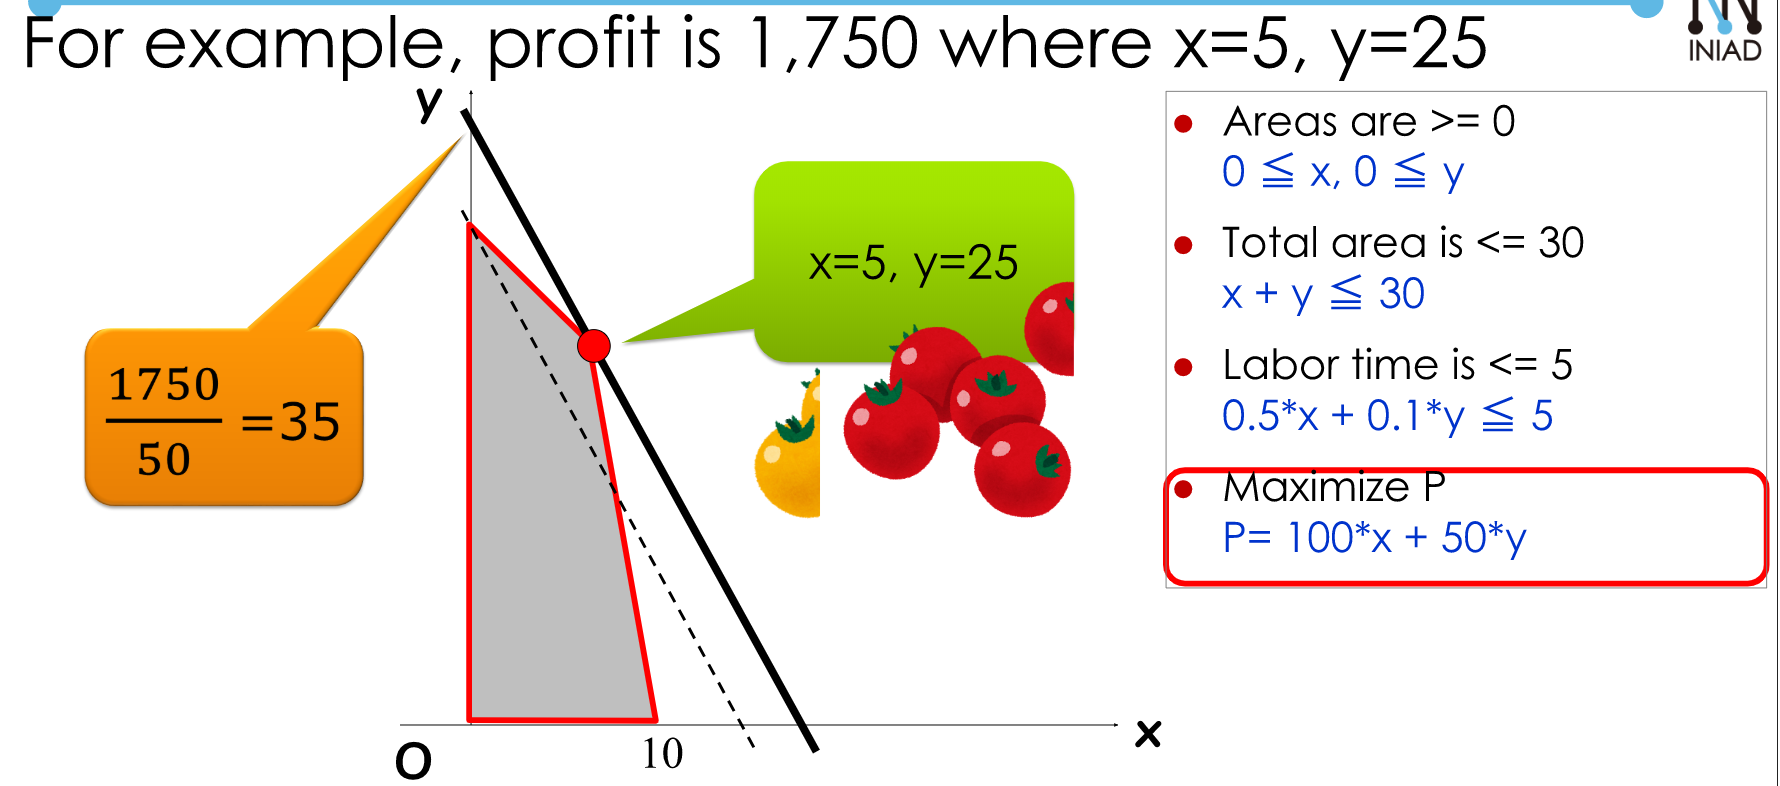 For example, profit is 1,750 where x=5, y=25
INIAD
y
x=5, y=25
1750
50
=35
O
10
x
● Areas are >= 0
0 ≦ x, 0 ≦ y
● Total area is <= 30
x + y ≦ 30
● Labor time is <= 5
0.5*x + 0.1*y ≦ 5
● Maximize P
P= 100*x + 50*y